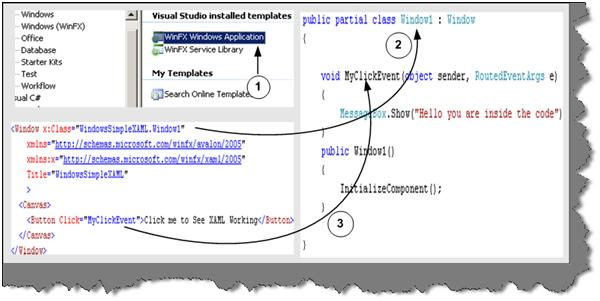 Windows
Windows (WinFX)
Office
Database
Starter Kits
Test
Workflow
sual C#
Visual Studio installed templates
WinFX Windows Application
WinFX Service Library
1
My Templates
Search Online Templat
<Window x:Class="WindowsSimpleXAML.Window1"
xmlns="http://schemas.microsoft.com/winfx/avalon/2005"
xmlns:x="http://schemas.microsoft.com/winfx/xaml/2005"
Title="WindowsSimpleXAML"
>
<Canvas>
<Button Click="MyClickEvent">Click me to See XAML Working</Button>
</Canvas>
</Window>
public partial class Window1 : Window
2
{
void MyClickEvent(object sender, RoutedEventArgs e)
{
MessageBox.Show("Hello you are inside the code")
}
public Window1()
{
InitializeComponent();
}
3
}